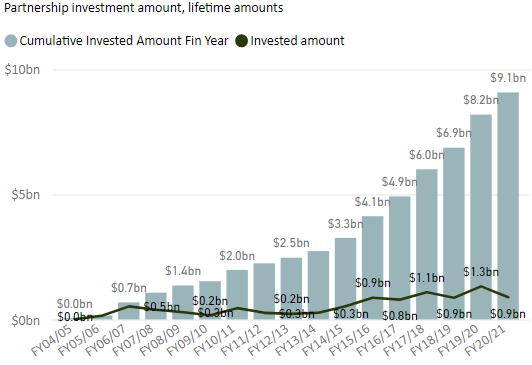 Partnership investment amount, lifetime amounts
Cumulative Invested Amount Fin Year Invested amount
$10bn
$9.1bn
$8.2bn
$6.9bn
$6.0bn
$4.9bn
$5bn
$4.1bn
$3.3bn
$2.5bn
$2.0bn
$1.4bn
$1.3bn
$1.1bn
$0.9bn
$0.7bn
$0.0bn $0.5bn $0.2bn $0.2bn
$0bn $0.0bn $0.3bn $0.3bn $0.8bn $0.9bn $0.9bn
FY04/05 FY05/06 FY06/07 FY07/08 FY08/09 FY09/10 FY10/11 FY11/12 FY12/13 FY13/14 FY14/15 FY15/16 FY16/17 FY17/18 FY18/19 FY19/20 FY20/21